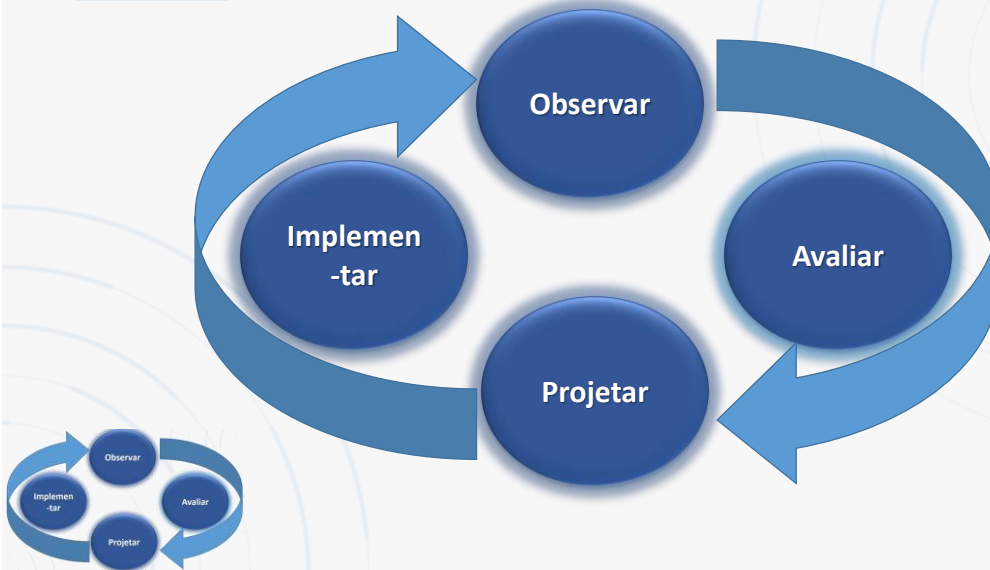 Observar
Implemen
-tar
Avaliar
Projetar
Observar
Implemen
-tar
Avaliar
Projetar